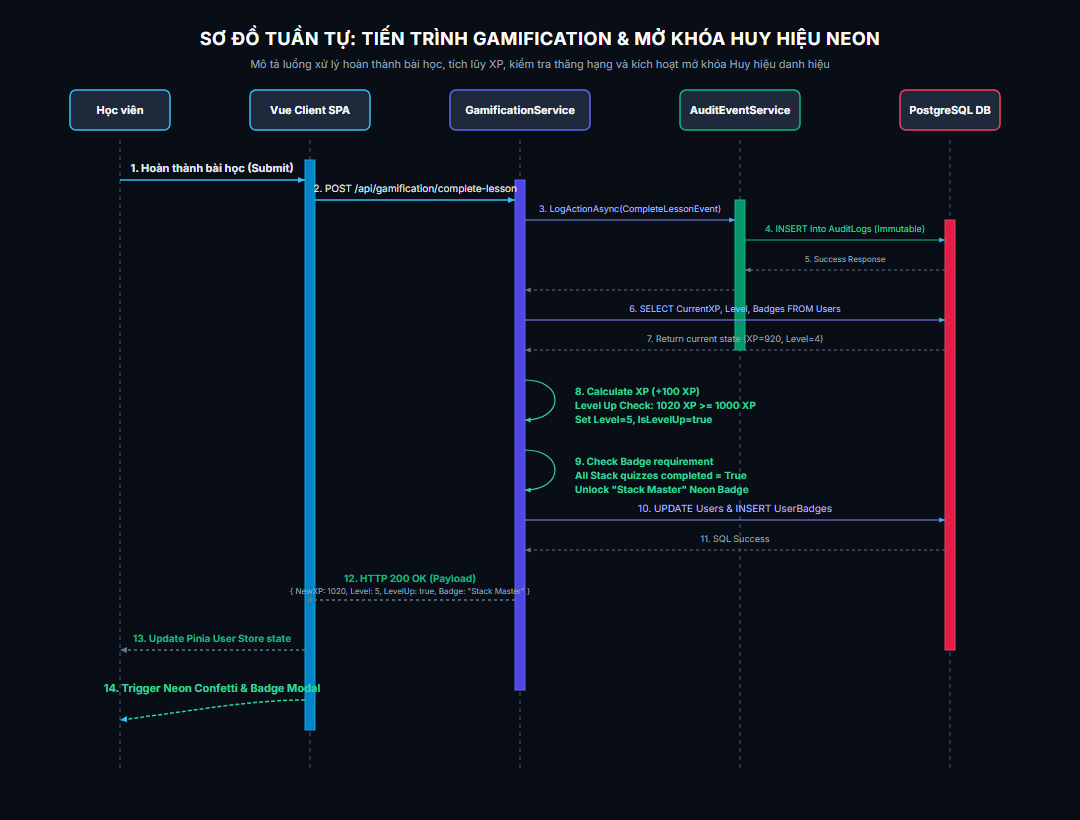 SƠ ĐỒ TUẦN TỰ: TIẾN TRÌNH GAMIFICATION & MỞ KHÓA HUY HIỆU NEON
Mô tả luồng xử lý hoàn thành bài học, tích lũy XP, kiểm tra thăng hạng và kích hoạt mở khóa Huy hiệu danh hiệu
Học viên
Vue Client SPA
GamificationService
AuditEventService
PostgreSQL DB
1. Hoàn thành bài học (Submit)
2. POST /api/gamification/complete-lesson
3. LogActionAsync(CompleteLessonEvent)
4. INSERT Into AuditLogs (Immutable)
5. Success Response
6. SELECT CurrentXP, Level, Badges FROM Users
7. Return current state (XP=920, Level=4)
8. Calculate XP (+100 XP)
Level Up Check: 1020 XP >= 1000 XP
Set Level=5, IsLevelUp=true
9. Check Badge requirement
All Stack quizzes completed = True
Unlock "Stack Master" Neon Badge
10. UPDATE Users & INSERT UserBadges
11. SQL Success
12. HTTP 200 OK (Payload)
{ NewXP: 1020, Level: 5, LevelUp: true, Badge: "Stack Master" }
13. Update Pinia User Store state
14. Trigger Neon Confetti & Badge Modal